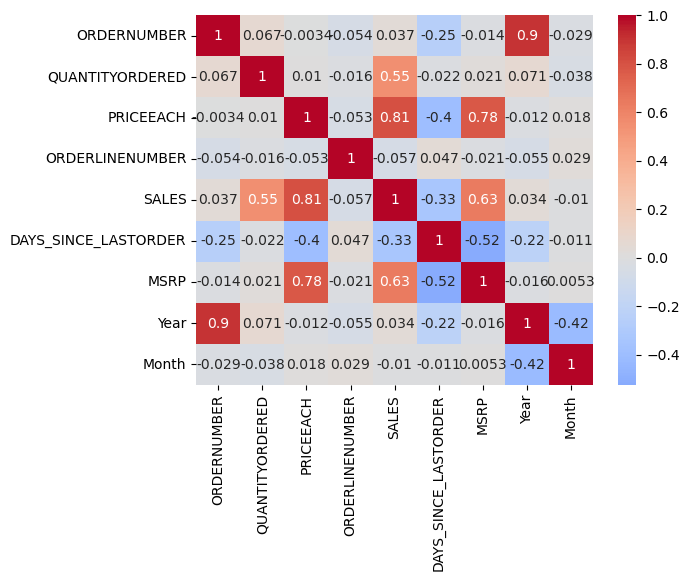 ORDERNUMBER 1 0.067 -0.0034 -0.054 0.037 -0.25 -0.014 0.9 -0.029
QUANTITYORDERED 0.067 1 0.01 -0.016 0.55 -0.022 0.021 0.071 -0.038
PRICEEACH -0.0034 0.01 1 -0.053 0.81 -0.4 0.78 -0.012 0.018
ORDERLINENUMBER -0.054 -0.016 -0.053 1 -0.057 0.047 -0.021 -0.055 0.029
SALES 0.037 0.55 0.81 -0.057 1 -0.33 0.63 0.034 -0.01
DAYS_SINCE_LASTORDER -0.25 -0.022 -0.4 0.047 -0.33 1 -0.52 -0.22 -0.011
MSRP -0.014 0.021 0.78 -0.021 0.63 -0.52 1 -0.016 0.0053
Year 0.9 0.071 -0.012 -0.055 0.034 -0.22 -0.016 1 -0.42
Month -0.029 -0.038 0.018 0.029 -0.01 -0.011 0.0053 -0.42 1
ORDERNUMBER
QUANTITYORDERED
PRICEEACH
ORDERLINENUMBER
SALES
DAYS_SINCE_LASTORDER
MSRP
Year
Month
1.0
0.8
0.6
0.4
0.2
0.0
−0.2
−0.4